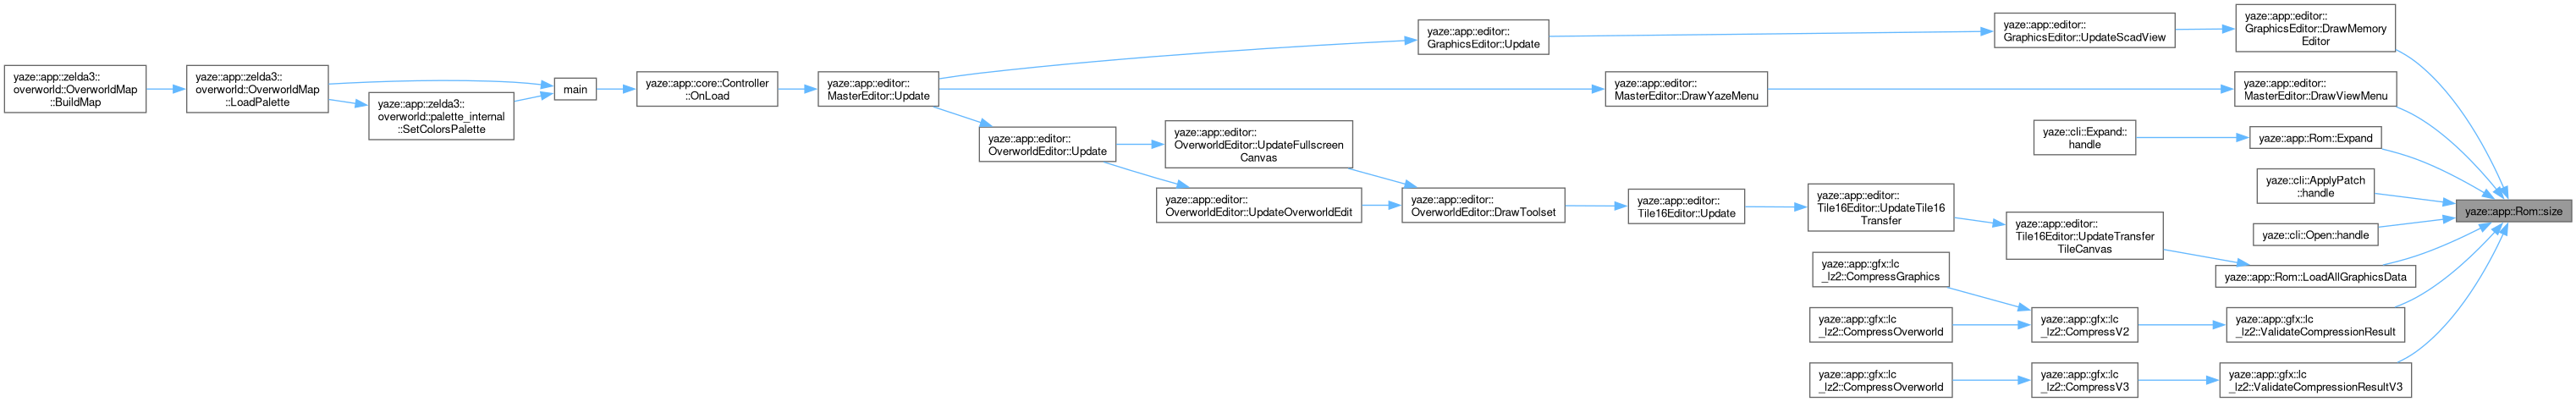 yaze::app::zelda3::
overworld::OverworldMap
::BuildMap
yaze::app::zelda3::
overworld::OverworldMap
::LoadPalette
yaze::app::zelda3::
overworld::palette_internal
::SetColorsPalette
main
yaze::app::core::Controller
::OnLoad
yaze::app::editor::
MasterEditor::Update
yaze::app::editor::
GraphicsEditor::Update
yaze::app::editor::
GraphicsEditor::UpdateScadView
yaze::app::editor::
GraphicsEditor::DrawMemory
Editor
yaze::app::editor::
MasterEditor::DrawYazeMenu
yaze::app::editor::
MasterEditor::DrawViewMenu
yaze::app::editor::
OverworldEditor::Update
yaze::app::editor::
OverworldEditor::UpdateFullscreen
Canvas
yaze::app::editor::
OverworldEditor::UpdateOverworldEdit
yaze::app::editor::
OverworldEditor::DrawToolset
yaze::app::editor::
Tile16Editor::Update
yaze::app::editor::
Tile16Editor::UpdateTile16
Transfer
yaze::app::editor::
Tile16Editor::UpdateTransfer
TileCanvas
yaze::cli::Expand::
handle
yaze::app::Rom::Expand
yaze::cli::ApplyPatch
::handle
yaze::cli::Open::handle
yaze::app::Rom::LoadAllGraphicsData
yaze::app::Rom::size
yaze::app::gfx::lc
_lz2::CompressGraphics
yaze::app::gfx::lc
_lz2::CompressOverworld
yaze::app::gfx::lc
_lz2::CompressV2
yaze::app::gfx::lc
_lz2::ValidateCompressionResult
yaze::app::gfx::lc
_lz2::CompressOverworld
yaze::app::gfx::lc
_lz2::CompressV3
yaze::app::gfx::lc
_lz2::ValidateCompressionResultV3